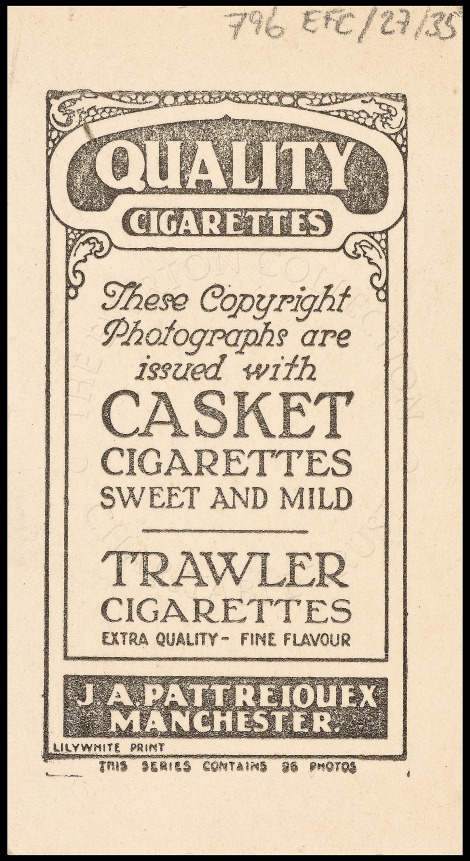 796 EFC/27/35
QUALITY
CIGARETTES
These Copyright
Photographs are
issued with
CASKET
CIGARETTES
SWEET AND MILD
TRAWLER
CIGARETTES
EXTRA QUALITY - FINE FLAVOUR
J. A. PATTREIOUEX
MANCHESTER.
LILYWHITE PRINT
THIS SERIES CONTAINS 96 PHOTOS